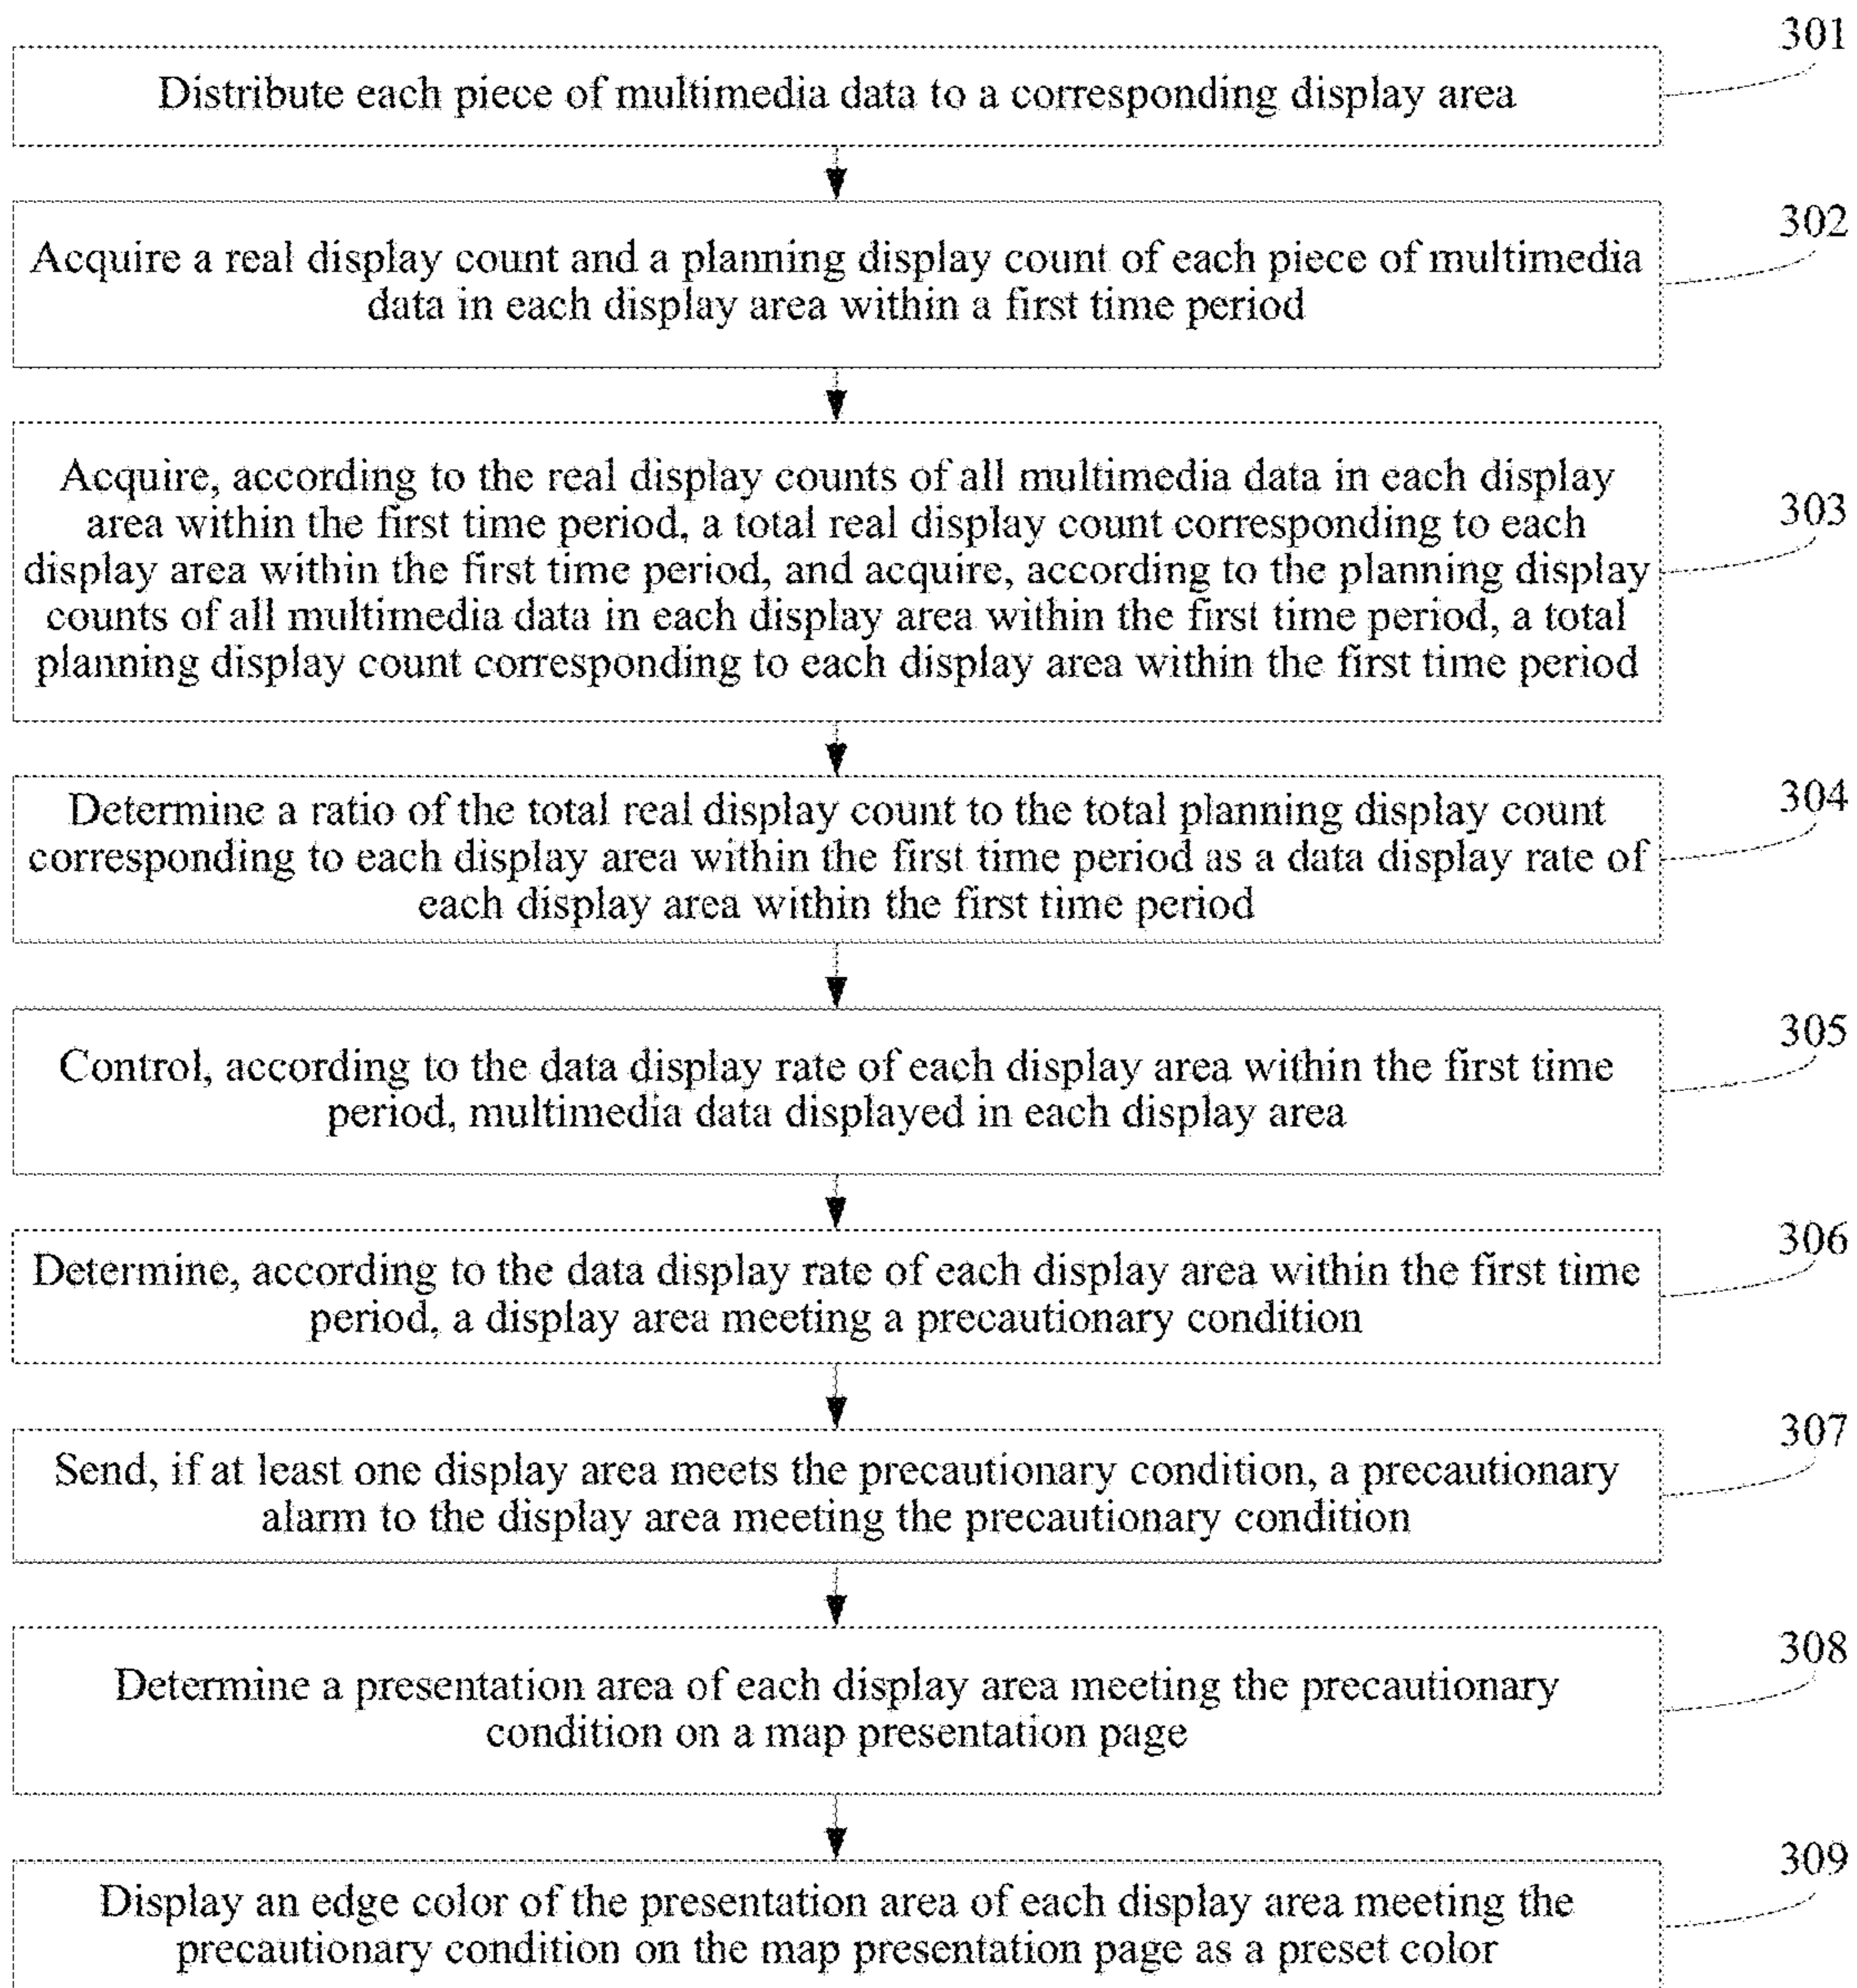 301
Distribute each piece of multimedia data to a corresponding display area
302
Acquire a real display count and a planning display count of each piece of multimedia
data in each display area within a first time period
303
Acquire, according to the real display counts of all multimedia data in each display
area within the first time period, a total real display count corresponding to each
display area within the first time period, and acquire, according to the planning display
counts of all multimedia data in each display area within the first time period, a total
planning display count corresponding to each display area within the first time period
304
Determine a ratio of the total real display count to the total planning display count
corresponding to each display area within the first time period as a data display rate of
each display area within the first time period
305
Control, according to the data display rate of each display area within the first time
period, multimedia data displayed in each display area
306
Determine, according to the data display rate of each display area within the first time
period, a display area meeting a precautionary condition
307
Send, if at least one display area meets the precautionary condition, a precautionary
alarm to the display area meeting the precautionary condition
308
Determine a presentation area of each display area meeting the precautionary
condition on a map presentation page
309
Display an edge color of the presentation area of each display area meeting the
precautionary condition on the map presentation page as a preset color